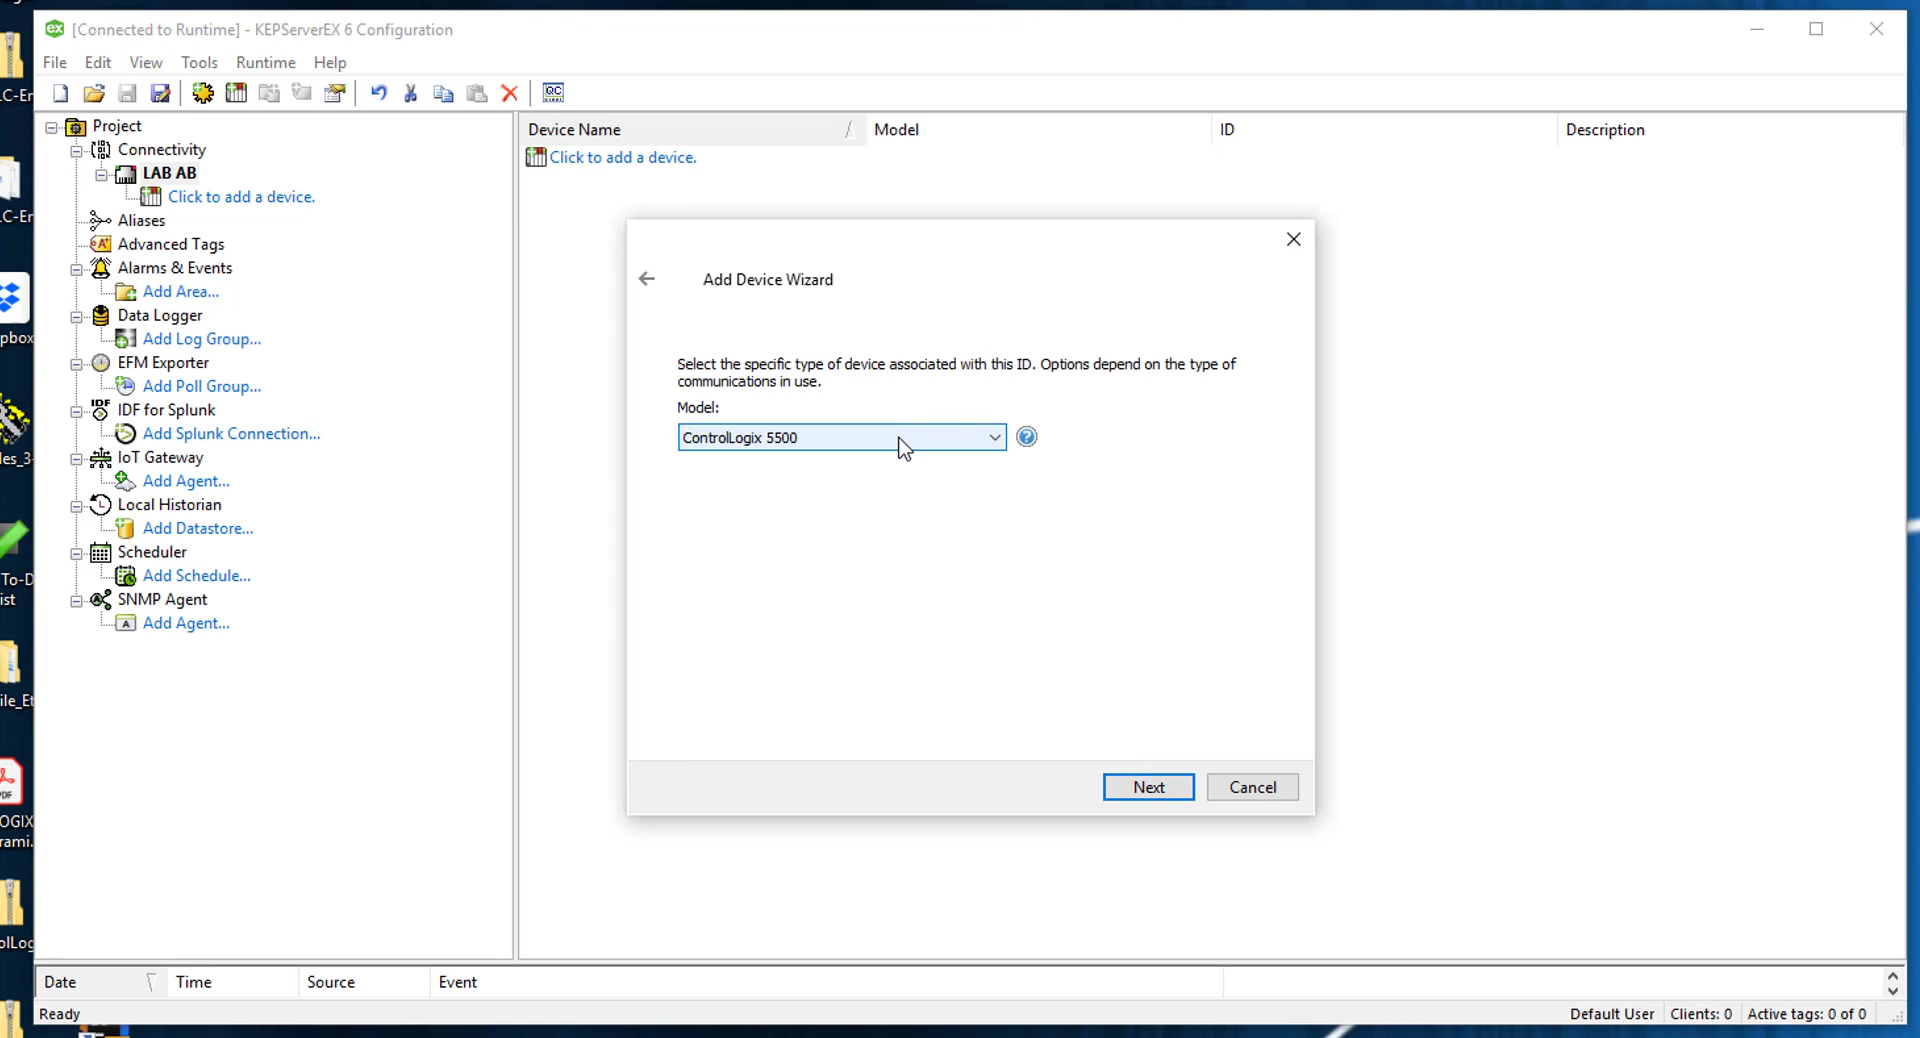 [Connected to Runtime] - KEPServerEX 6 Configuration
File Edit View Tools Runtime Help
Project
Connectivity
LAB AB
Click to add a device.
Aliases
Advanced Tags
Alarms & Events
Add Area...
Data Logger
Add Log Group...
EFM Exporter
Add Poll Group...
IDF for Splunk
Add Splunk Connection...
IoT Gateway
Add Agent...
Local Historian
Add Datastore...
Scheduler
Add Schedule...
SNMP Agent
Add Agent...
Device Name Model ID Description
Click to add a device.
Add Device Wizard
Select the specific type of device associated with this ID. Options depend on the type of
communications in use.
Model:
ControlLogix 5500
Next Cancel
Date Time Source Event
Ready Default User Clients: 0 Active tags: 0 of 0